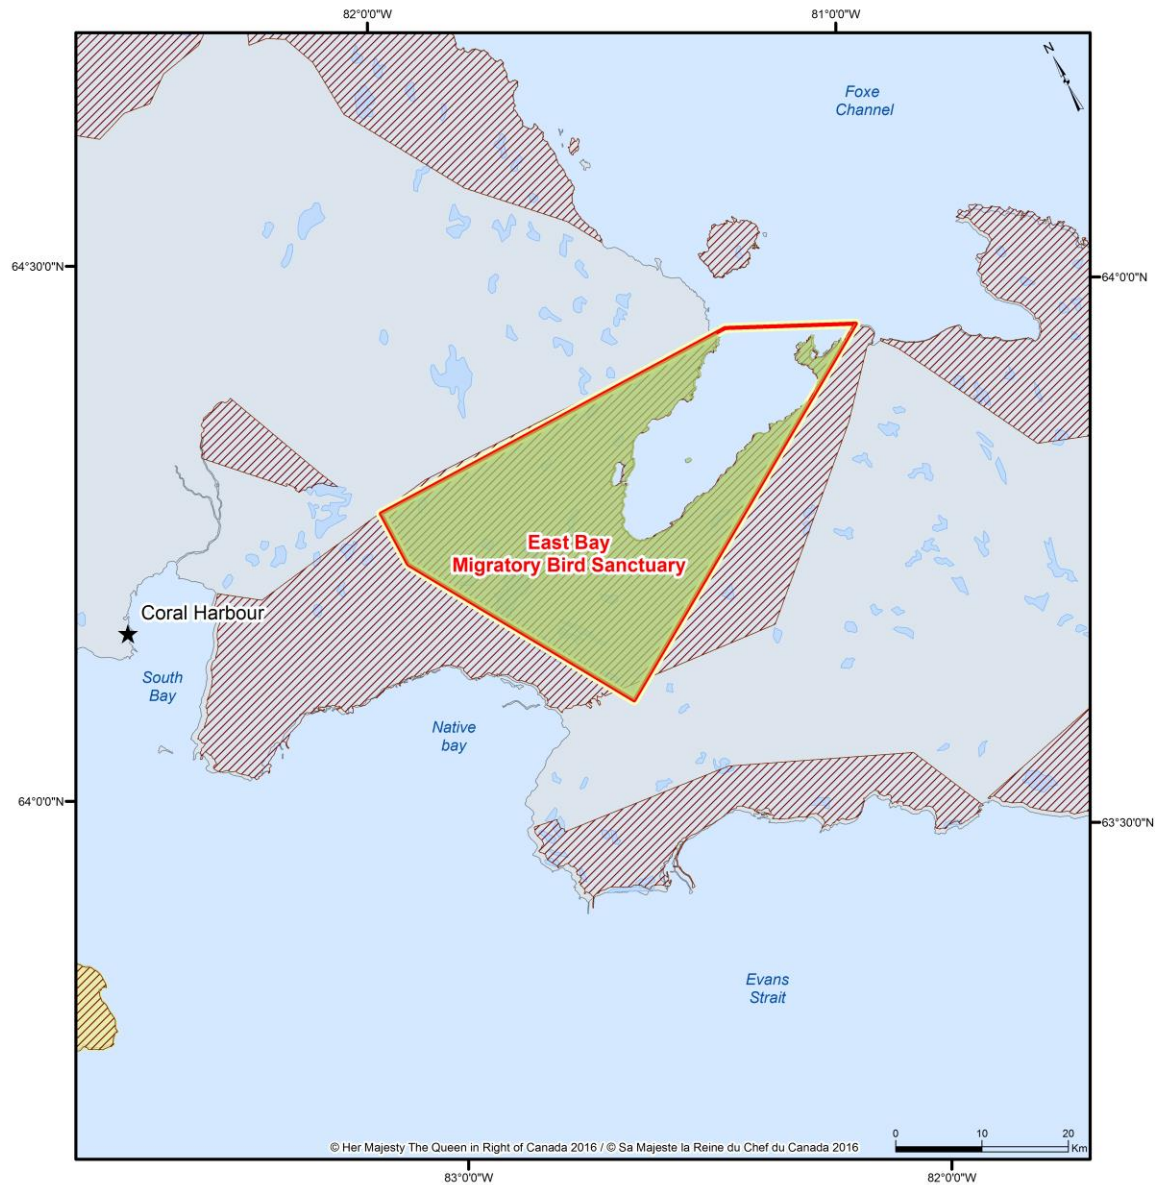 82°0'0"W
81°0'0"W
N
Foxe
Channel
64°30'0"N
64°0'0"N
East Bay
Migratory Bird Sanctuary
Coral Harbour
South
Bay
Native
bay
64°0'0"N
63°30'0"N
Evans
Strait
© Her Majesty The Queen in Right of Canada 2016 / © Sa Majeste la Reine du Chef du Canada 2016
0 10 20
Km
83°0'0"W
82°0'0"W